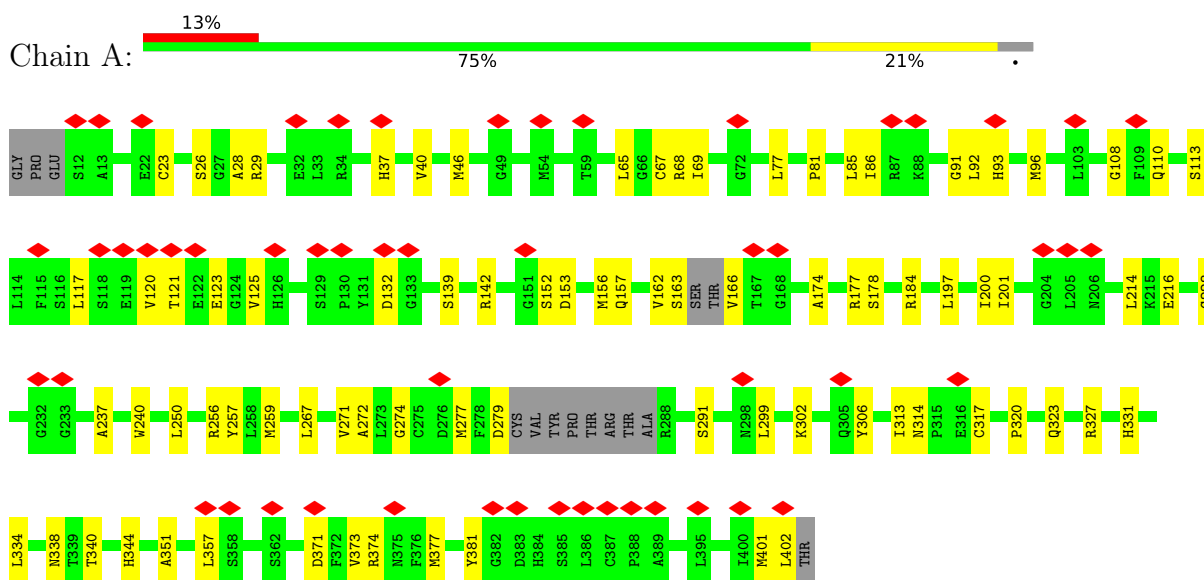 13%
Chain A:
75% 21% •
GLY PRO GLU S12 A13 E22 C23 S26 G27 A28 R29 E32 L33 R34 H37 V40 M46 G49 M54 T59 L65 G66 C67 R68 I69 G72 L77 P81 L85 I86 R87 K88 G91 L92 H93 M96 L103 G108 F109 Q110 S113
L114 F115 S116 L117 S118 E119 V120 T121 E122 E123 G124 V125 H126 S129 P130 Y131 D132 G133 S139 R142 G151 S152 D153 M156 Q157 V162 S163 SER THR V166 T167 G168 A174 R177 S178 R184 L197 I200 I201 G204 L205 N206 L214 K215 E216
G232 G233 A237 W240 L250 R256 Y257 L258 M259 L267 V271 A272 L273 G274 C275 D276 M277 F278 D279 CYS VAL TYR PRO THR ARG THR ALA R288 S291 N298 L299 K302 Q305 Y306 I313 N314 P315 E316 C317 P320 Q323 R327 H331
L334 N338 T339 T340 H344 A351 L357 S358 S362 D371 F372 V373 R374 N375 F376 M377 Y381 G382 D383 H384 S385 L386 C387 P388 A389 L395 I400 M401 L402 THR